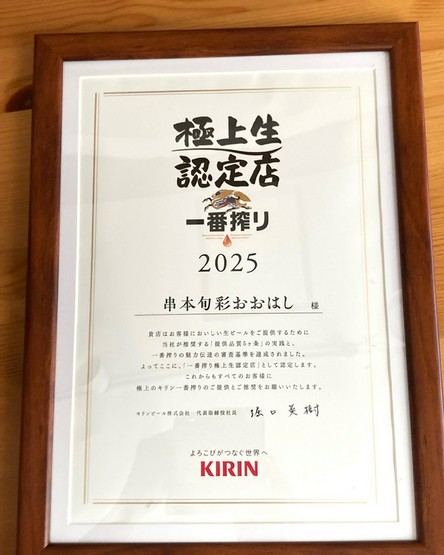 極上生
認定店
一番搾り
2025
串本旬彩おおはし 様
貴店はお客様においしい生ビールをご提供するために
当社が推奨する「提供品質5ヶ条」の実践と、
一番搾りの魅力伝達の審査基準を達成されました。
よってここに、「一番搾り極上生認定店」として認定します。
これからもすべてのお客様に
極上のキリン一番搾りのご提供とご推奨をお願いいたします。
キリンビール株式会社 代表取締役社長 堀口英樹
よろこびがつなぐ世界へ
KIRIN